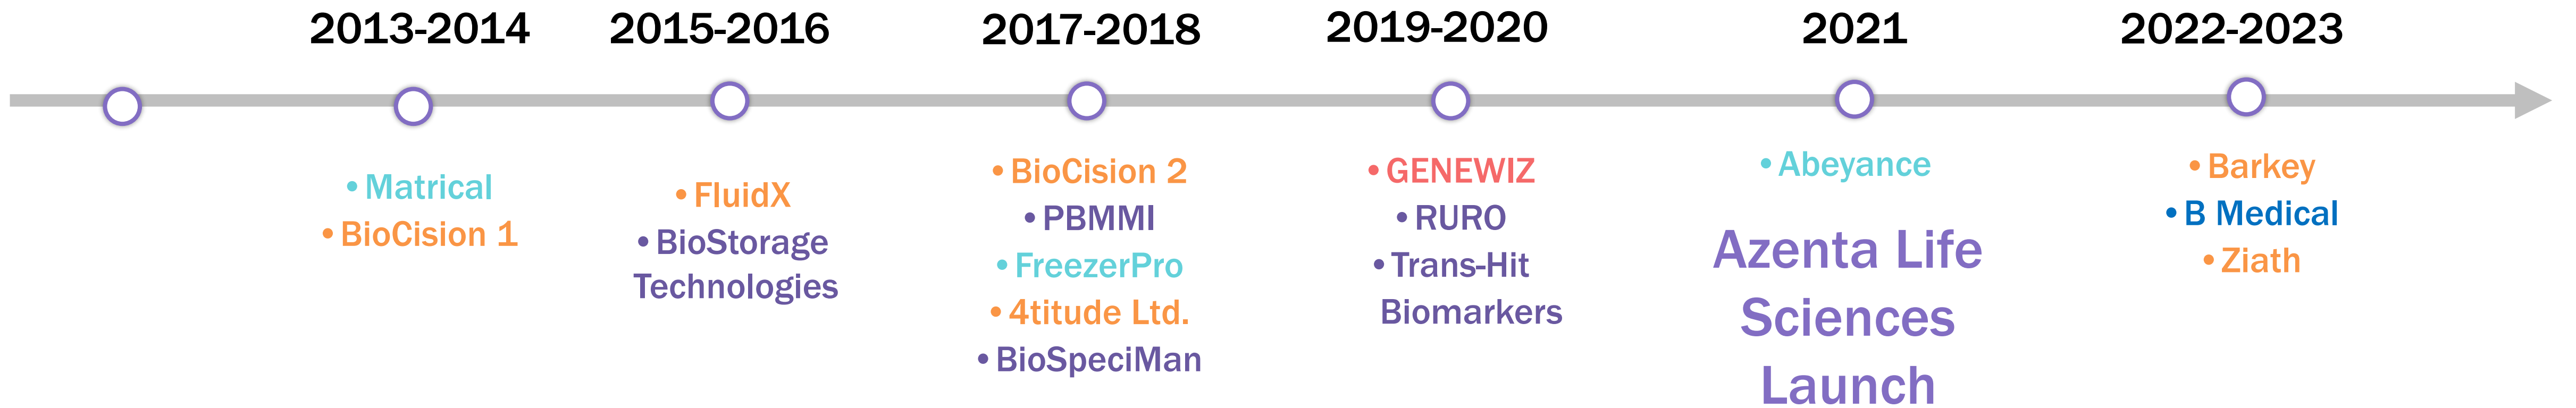 2013-2014
2015-2016
2017-2018
2019-2020
2021
2022-2023
• Matrical
• BioCision 1
• FluidX
• BioStorage
Technologies
• BioCision 2
• PBMMI
• FreezerPro
• 4titude Ltd.
• BioSpeciMan
• GENEWIZ
• RURO
• Trans-Hit
Biomarkers
• Abeyance
Azenta Life
Sciences
Launch
• Barkey
• B Medical
• Ziath